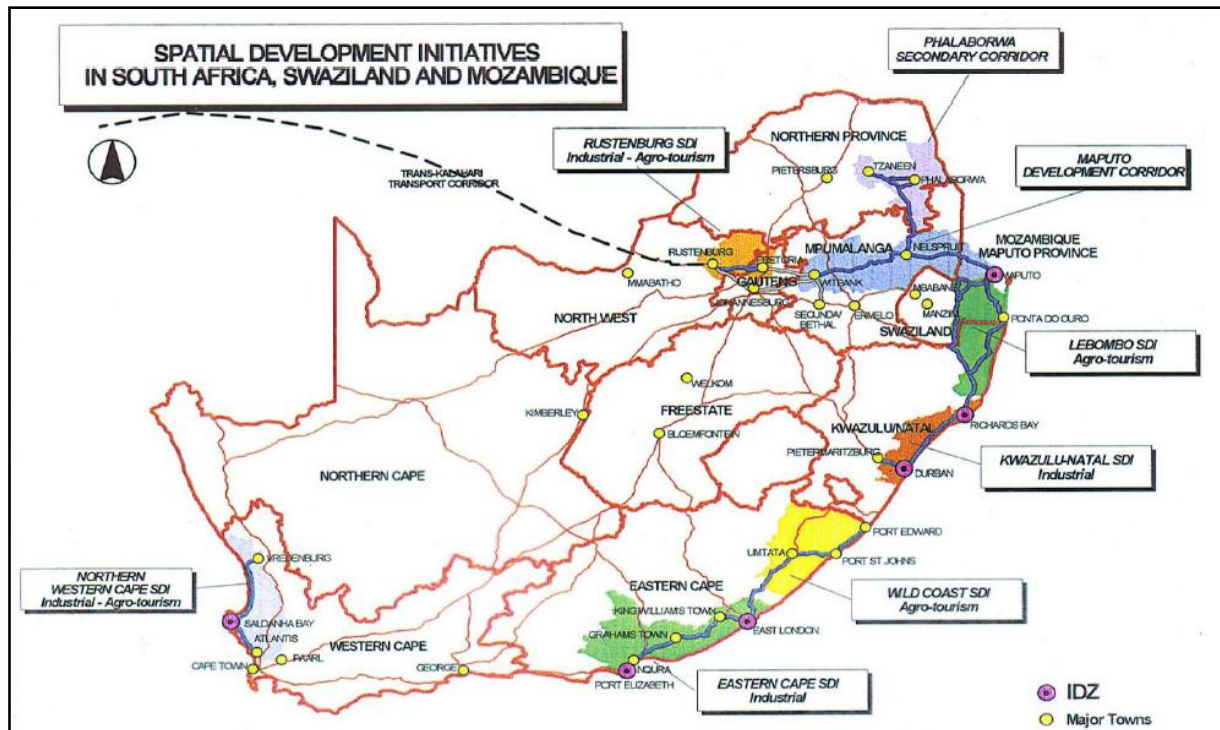 SPATIAL DEVELOPMENT INITIATIVES
IN SOUTH AFRICA, SWAZILAND AND MOZAMBIQUE
PHALABORWA
SECONDARY CORRIDOR
RUSTENBURG SDI
Industrial - Agro-tourism
NORTHERN PROVINCE
TZANEEN
PIETERSBURG
PHALABORWA
MAPUTO
DEVELOPMENT CORRIDOR
TRANS-KALAHARI
TRANSPORT CORRISOR
MPUMALANGA
NELSPRUIT
MOZAMBIQUE
MAPUTO PROVINCE
RUSTENBURG
PRETORIA
MMABATHO
GAUTENG
WITBANK
MAPUTO
JOHANNESBURG
MBABANE
SECUNDA/
BETHAL
ERMELO
MANZINI
NORTH WEST
SWAZILAND
PONTA DO OURO
LEBOMBO SDI
Agro-tourism
WELKOM
KIMBERLEY
FREESTATE
RICHARDS BAY
BLOEMFONTEIN
KWAZULU/NATAL
PIETERMARITZBURG
KWAZULU-NATAL SDI
Industrial
DURBAN
NORTHERN CAPE
PORT EDWARD
UMTATA
PORT ST JOHNS
VREDENBURG
NORTHERN
WESTERN CAPE SDI
Industrial - Agro-tourism
EASTERN CAPE
WILD COAST SDI
Agro-tourism
KING WILLIAM'S TOWN
SALDANHA BAY
EAST LONDON
GRAHAMS TOWN
ATLANTIS
WESTERN CAPE
PAARL
CAPE TOWN
GEORGE
NQURA
PORT ELIZABETH
EASTERN CAPE SDI
Industrial
IDZ
Major Towns